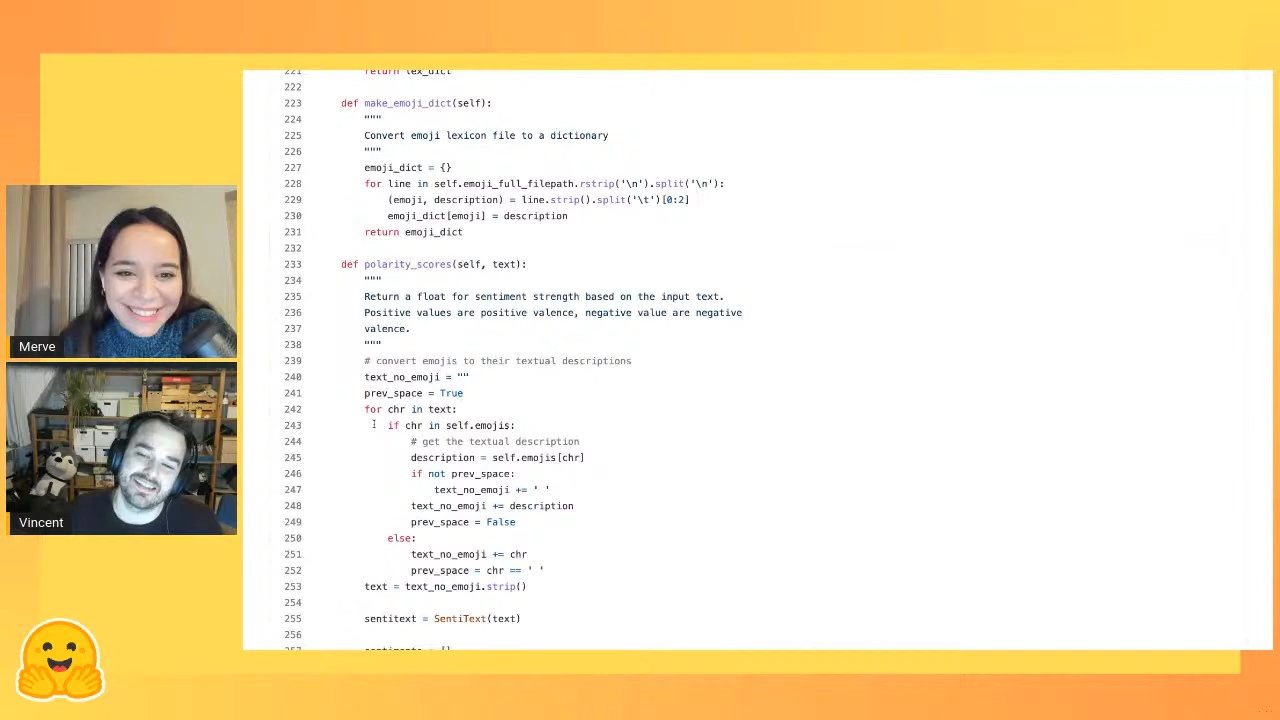 221 return lex_dict
222
223 def make_emoji_dict(self):
224 """
225 Convert emoji lexicon file to a dictionary
226 """
227 emoji_dict = {}
228 for line in self.emoji_full_filepath.rstrip('\n').split('\n'):
229 (emoji, description) = line.strip().split('\t')[0:2]
230 emoji_dict[emoji] = description
231 return emoji_dict
232
233 def polarity_scores(self, text):
234 """
235 Return a float for sentiment strength based on the input text.
236 Positive values are positive valence, negative value are negative
237 valence.
238 """
239 # convert emojis to their textual descriptions
240 text_no_emoji = ""
241 prev_space = True
242 for chr in text:
243 if chr in self.emojis:
244 # get the textual description
245 description = self.emojis[chr]
246 if not prev_space:
247 text_no_emoji += ' '
248 text_no_emoji += description
249 prev_space = False
250 else:
251 text_no_emoji += chr
252 prev_space = chr == ' '
253 text = text_no_emoji.strip()
254
255 sentitext = SentiText(text)
256
257 sentiments = []
Merve
Vincent